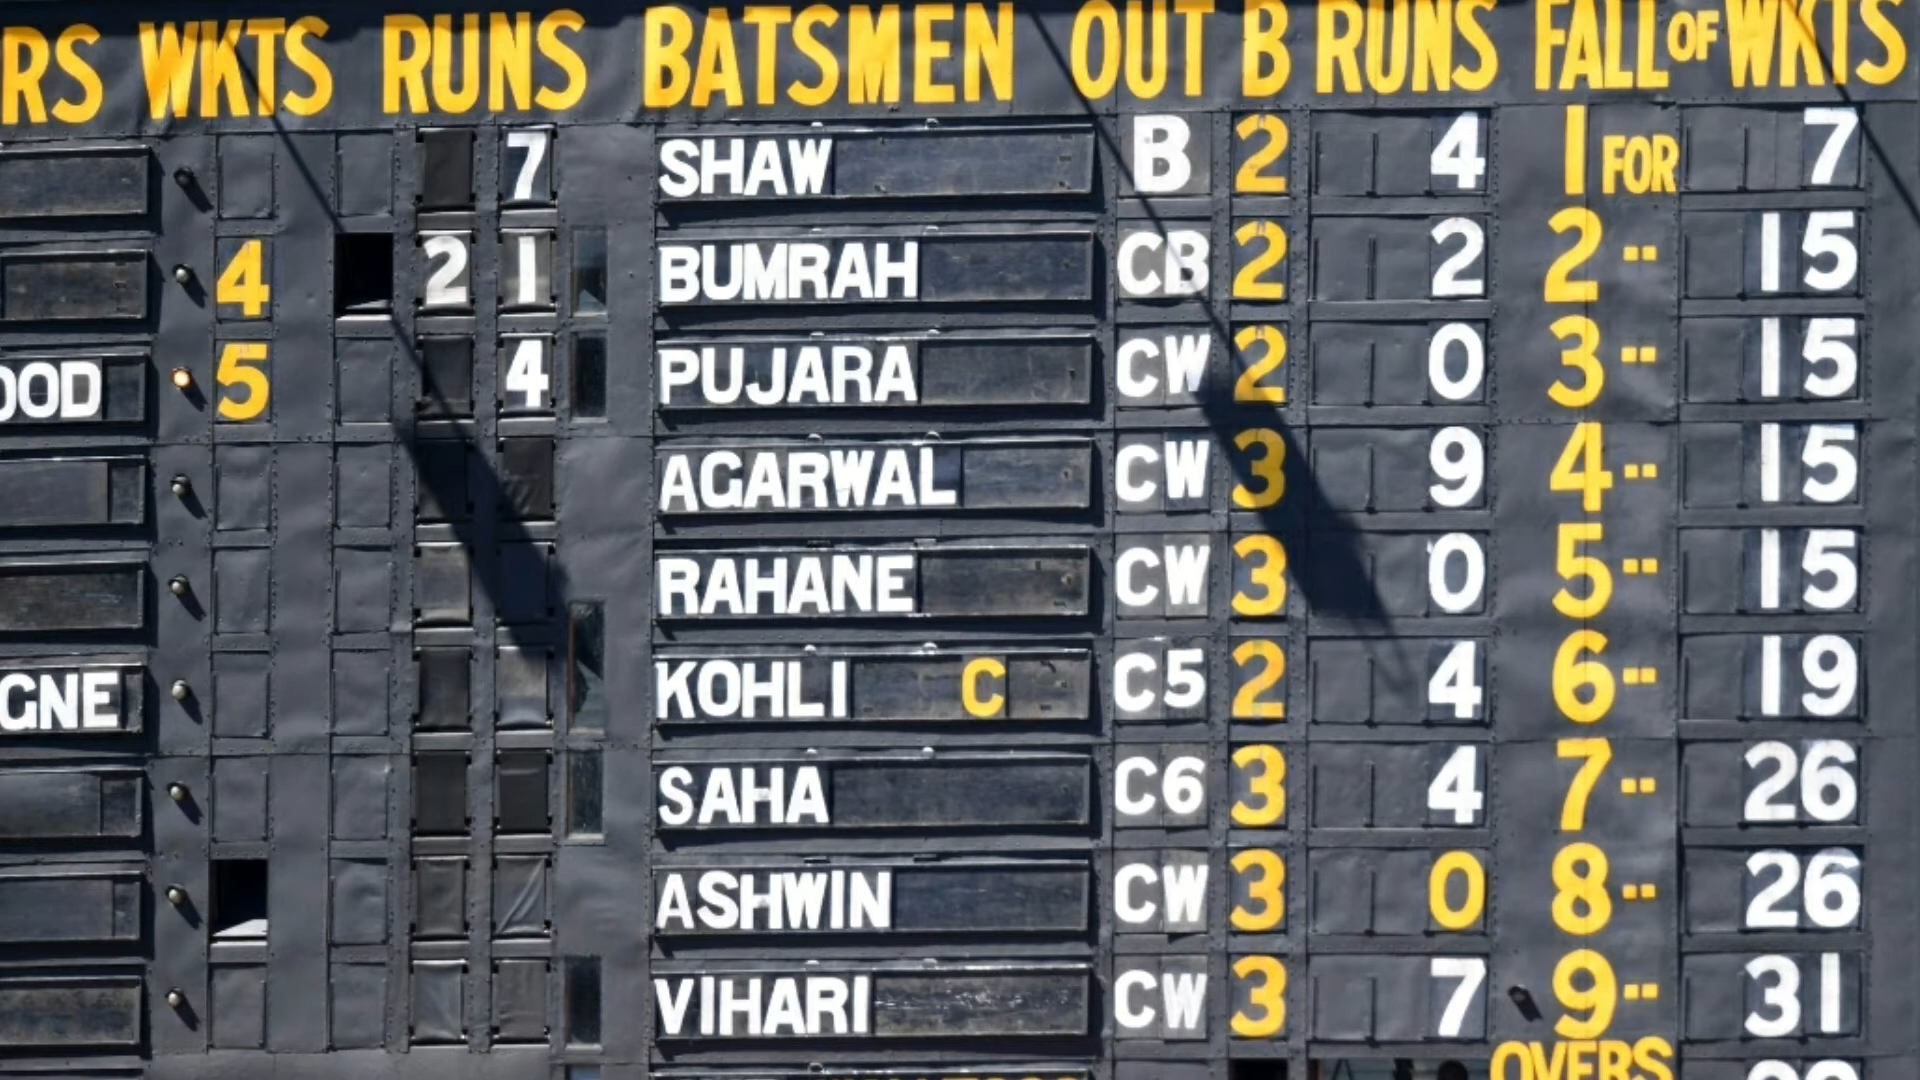 RS WKTS RUNS BATSMEN OUT B RUNS FALL OF WKTS
7 SHAW B 2 4 1 FOR 7
4 21 BUMRAH CB 2 2 2 " 15
OOD 5 4 PUJARA CW 2 0 3 " 15
AGARWAL CW 3 9 4 " 15
RAHANE CW 3 0 5 " 15
GNE KOHLI C C5 2 4 6 " 19
SAHA C6 3 4 7 " 26
ASHWIN CW 3 0 8 " 26
VIHARI CW 3 7 9 " 31
OVERS